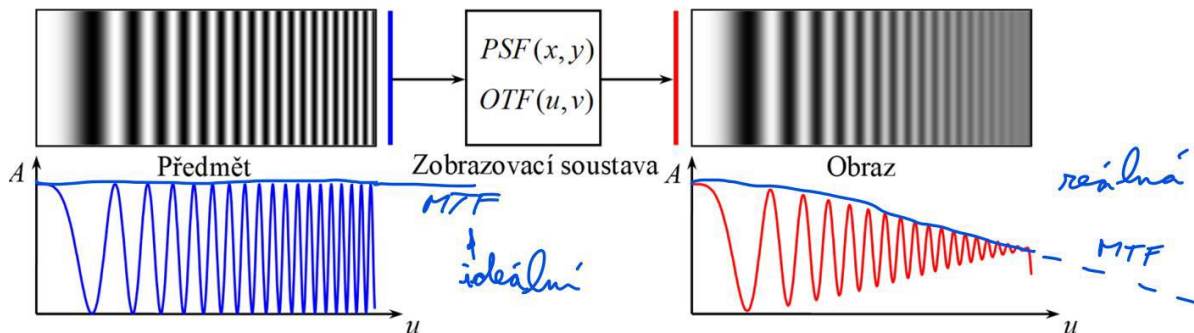 PSF(x, y)
OTF(u, v)
Předmět
Zobrazovací soustava
Obraz
A
MTF
ideální
u
A
reálná
MTF
u